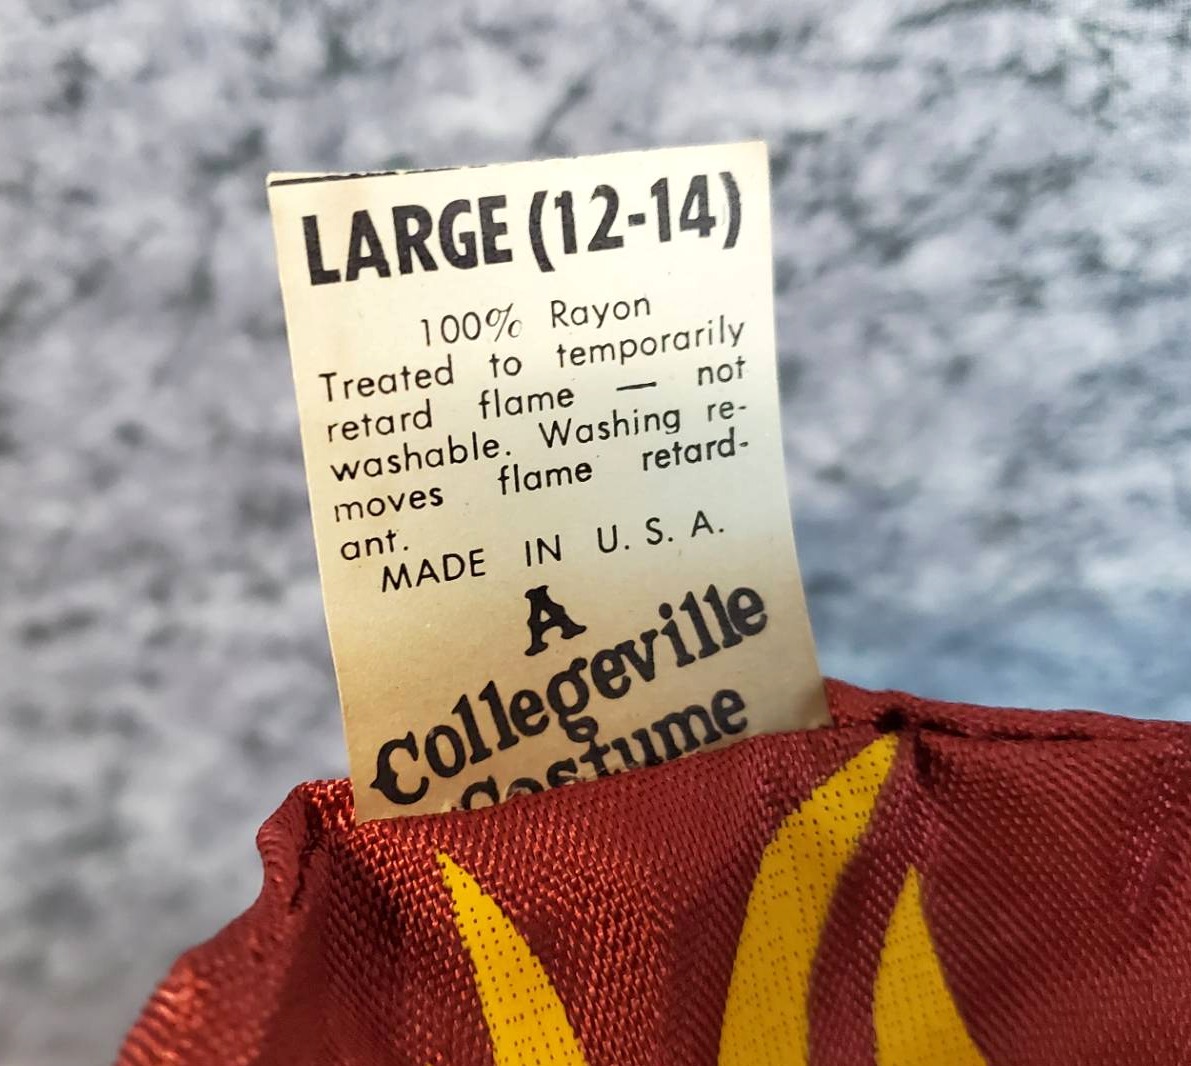 LARGE (12-14)
100% Rayon
Treated to temporarily
retard flame — not
washable. Washing re-
moves flame retard-
ant.
MADE IN U. S. A.
A
Collegeville
Costume